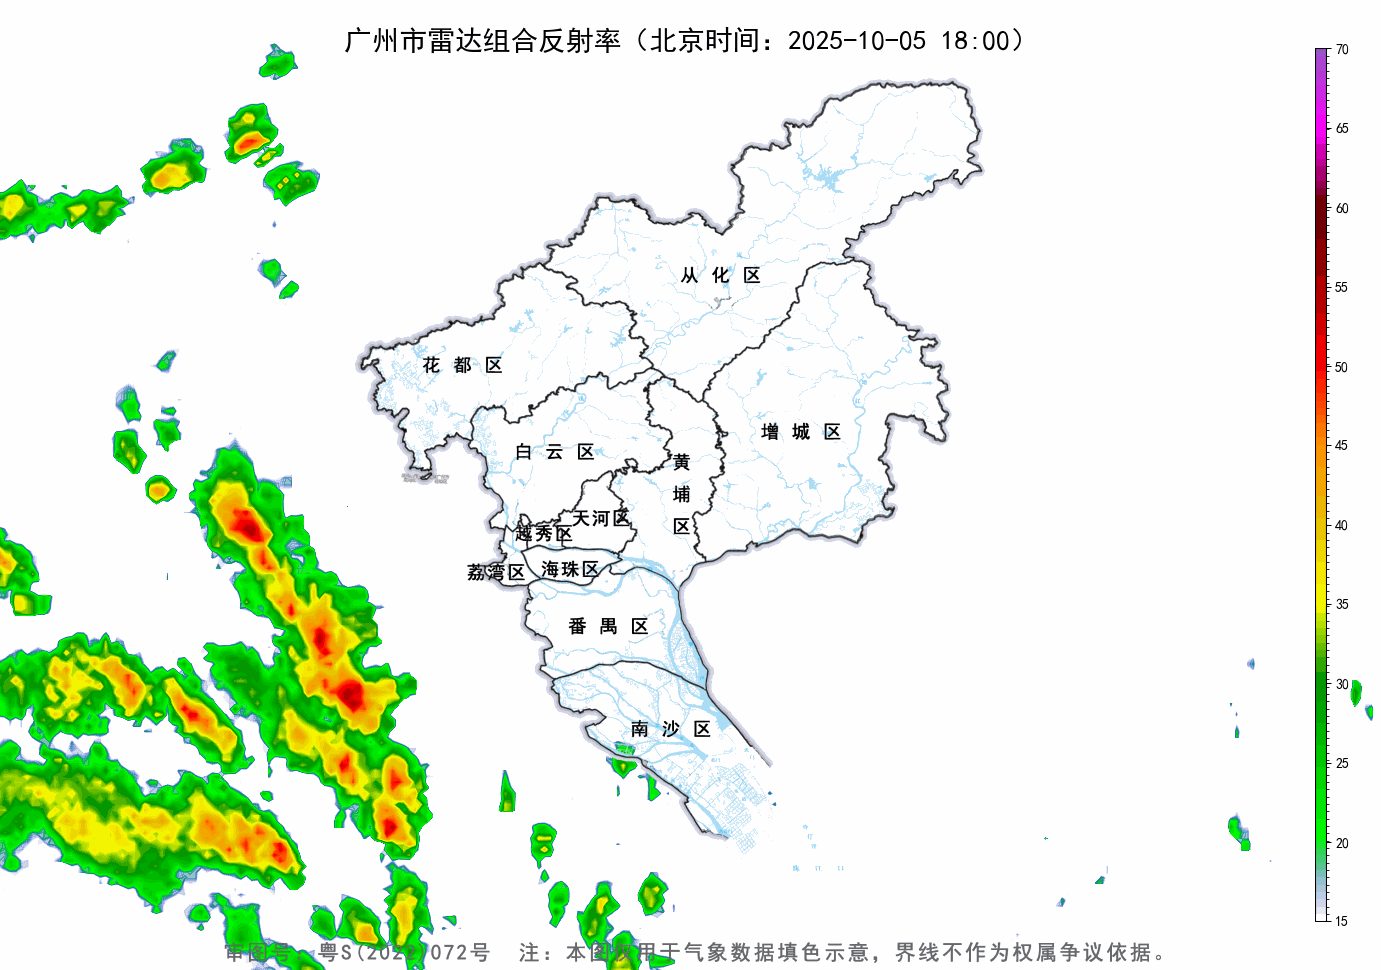 广州市雷达组合反射率（北京时间：2025-10-05 18:00）
70
65
60
55
50
45
40
35
30
25
20
15
从化区
花都区
增城区
白云区
黄埔区
天河区
越秀区
荔湾区
海珠区
番禺区
南沙区
审图号：粤S(2022)072号 注：本图仅用于气象数据填色示意，界线不作为权属争议依据。